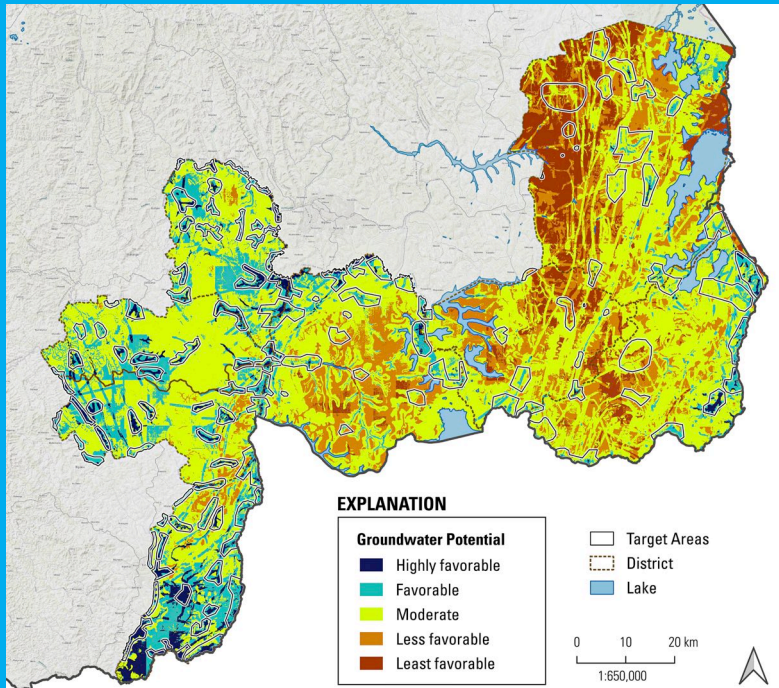 EXPLANATION
Groundwater Potential
Highly favorable
Favorable
Moderate
Less favorable
Least favorable
Target Areas
District
Lake
0 10 20 km
1:650,000